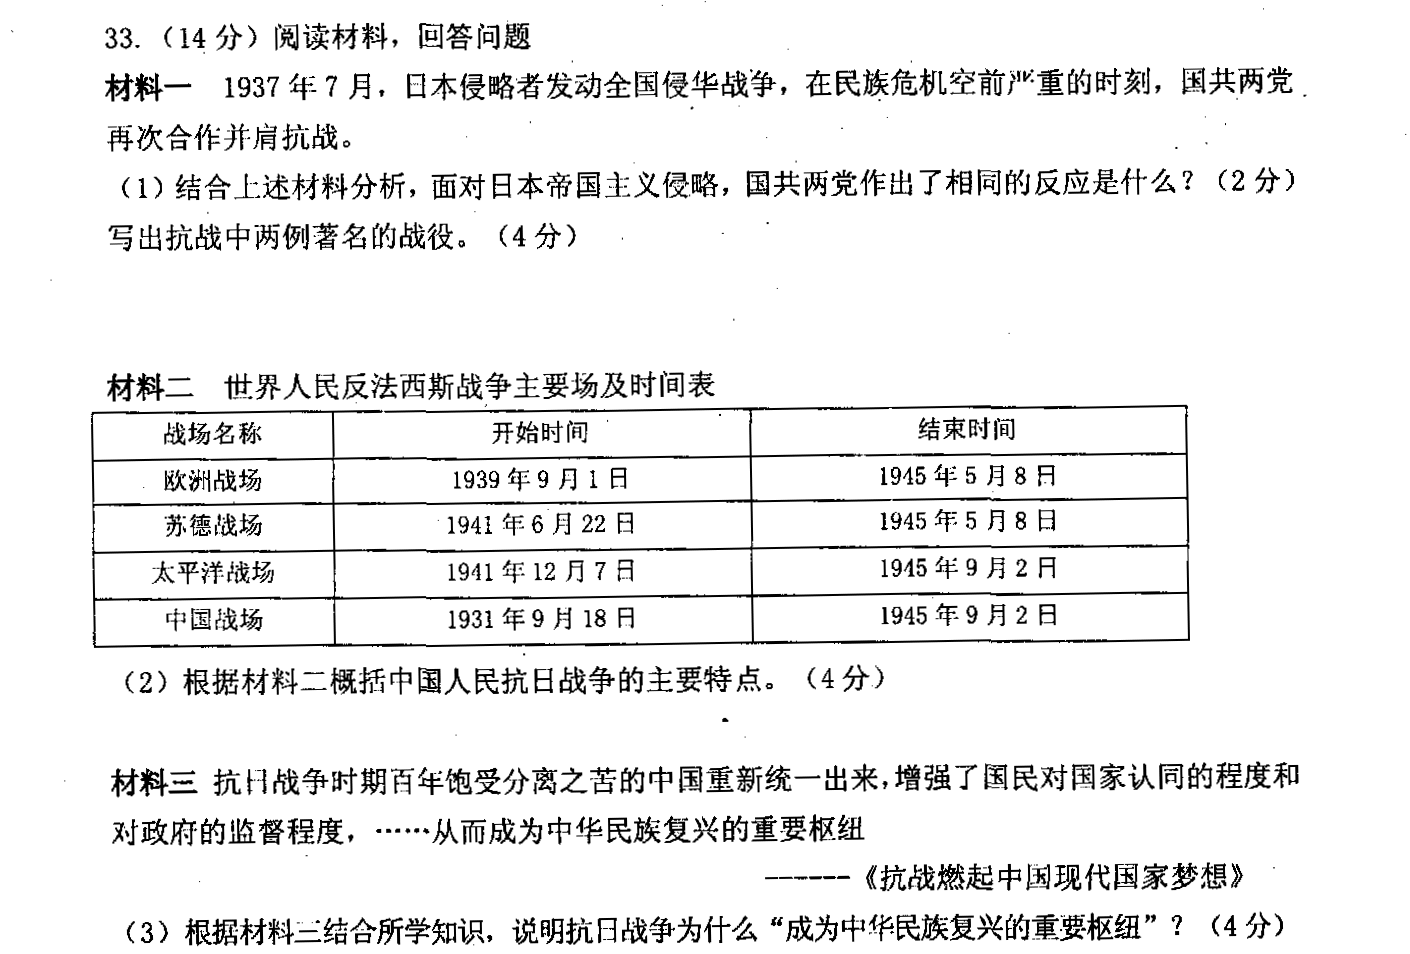 33.（14 分）阅读材料，回答问题
材料一 1937 年 7 月，日本侵略者发动全国侵华战争，在民族危机空前严重的时刻，国共两党
再次合作并肩抗战。
（1）结合上述材料分析，面对日本帝国主义侵略，国共两党作出了相同的反应是什么？（2 分）
写出抗战中两例著名的战役。（4 分）
材料二 世界人民反法西斯战争主要场及时间表
战场名称 开始时间 结束时间
欧洲战场 1939 年 9 月 1 日 1945 年 5 月 8 日
苏德战场 1941 年 6 月 22 日 1945 年 5 月 8 日
太平洋战场 1941 年 12 月 7 日 1945 年 9 月 2 日
中国战场 1931 年 9 月 18 日 1945 年 9 月 2 日
（2）根据材料二概括中国人民抗日战争的主要特点。（4 分）
材料三 抗日战争时期百年饱受分离之苦的中国重新统一出来，增强了国民对国家认同的程度和
对政府的监督程度，……从而成为中华民族复兴的重要枢纽
------《抗战燃起中国现代国家梦想》
（3）根据材料三结合所学知识，说明抗日战争为什么“成为中华民族复兴的重要枢纽”？（4 分）